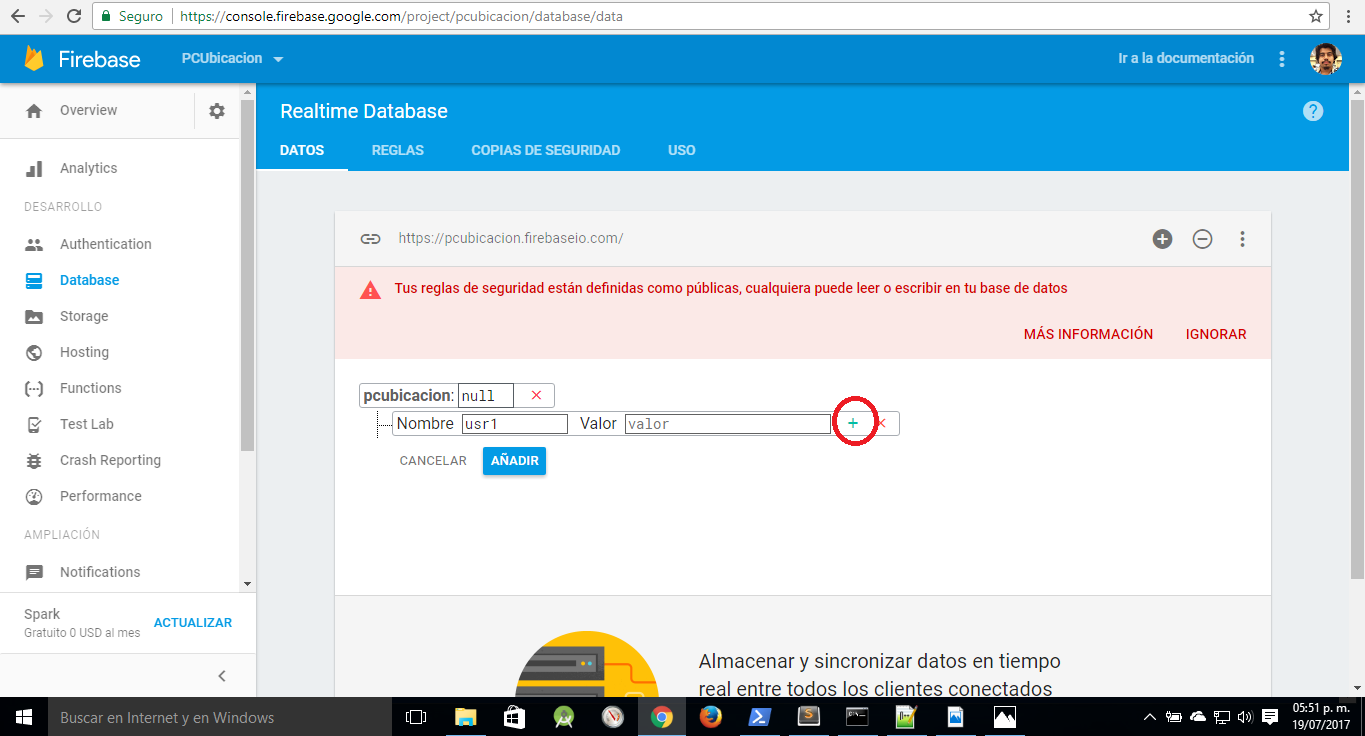 Seguro https://console.firebase.google.com/project/pcubicacion/database/data
Firebase PCUbicacion Ir a la documentación
Overview
Analytics
DESARROLLO
Authentication
Database
Storage
Hosting
Functions
Test Lab
Crash Reporting
Performance
AMPLIACIÓN
Notifications
Spark
Gratuito 0 USD al mes
ACTUALIZAR
Realtime Database
DATOS REGLAS COPIAS DE SEGURIDAD USO
https://pcubicacion.firebaseio.com/
Tus reglas de seguridad están definidas como públicas, cualquiera puede leer o escribir en tu base de datos
MÁS INFORMACIÓN IGNORAR
pcubicacion: null
Nombre usr1 Valor valor
CANCELAR AÑADIR
Almacenar y sincronizar datos en tiempo
real entre todos los clientes conectados
Buscar en Internet y en Windows
05:51 p. m.
19/07/2017